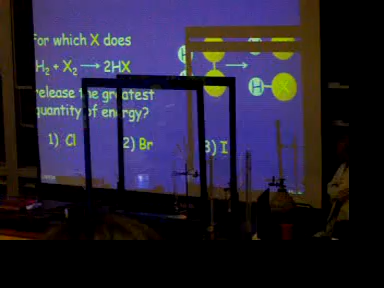 For which X does
H₂ + X₂ → 2HX
release the greatest
quantity of energy?
1) Cl 2) Br 3) I
H
H X